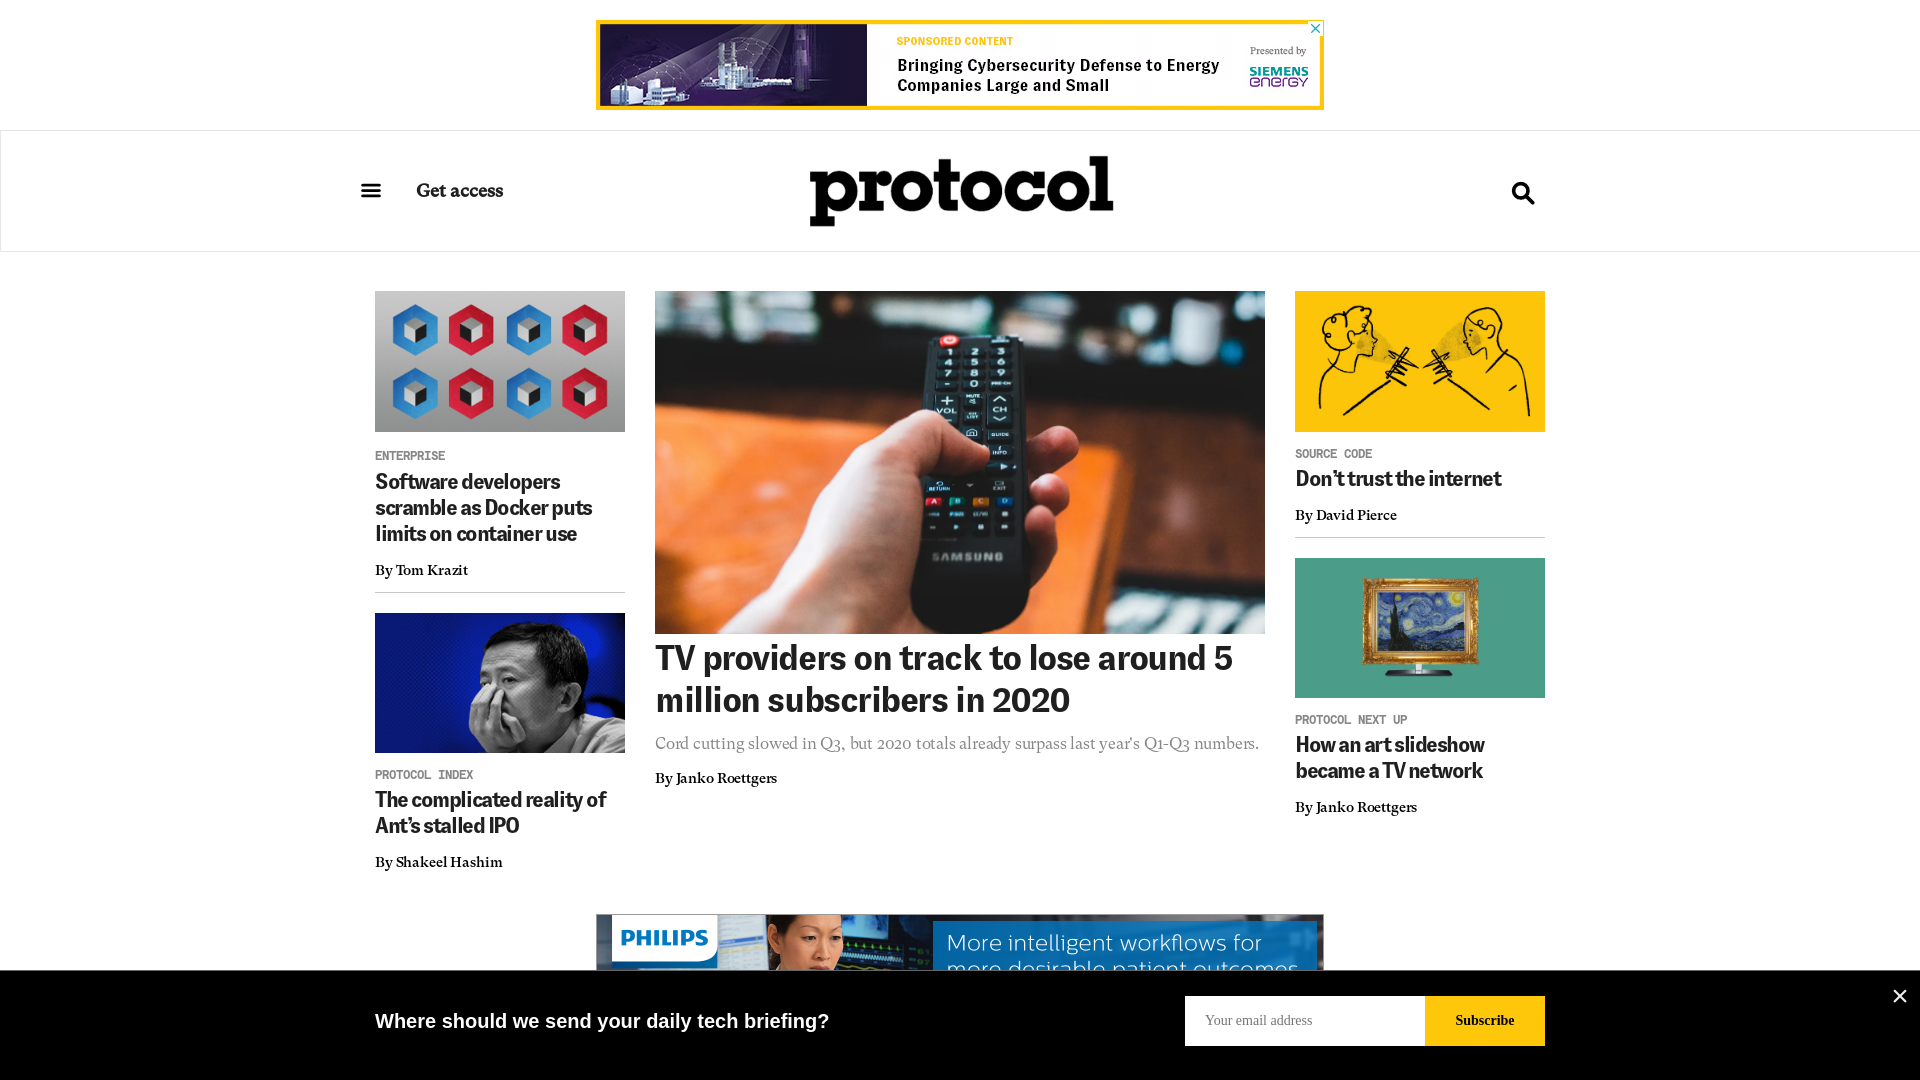 SPONSORED CONTENT
Bringing Cybersecurity Defense to Energy
Companies Large and Small
Presented by
SIEMENS
energy
Get access
protocol
ENTERPRISE
Software developers
scramble as Docker puts
limits on container use
By Tom Krazit
PROTOCOL INDEX
The complicated reality of
Ant's stalled IPO
By Shakeel Hashim
SAMSUNG
TV providers on track to lose around 5
million subscribers in 2020
Cord cutting slowed in Q3, but 2020 totals already surpass last year's Q1-Q3 numbers.
By Janko Roettgers
SOURCE CODE
Don't trust the internet
By David Pierce
PROTOCOL NEXT UP
How an art slideshow
became a TV network
By Janko Roettgers
PHILIPS
More intelligent workflows for
more desirable patient outcomes
Where should we send your daily tech briefing?
Your email address
Subscribe